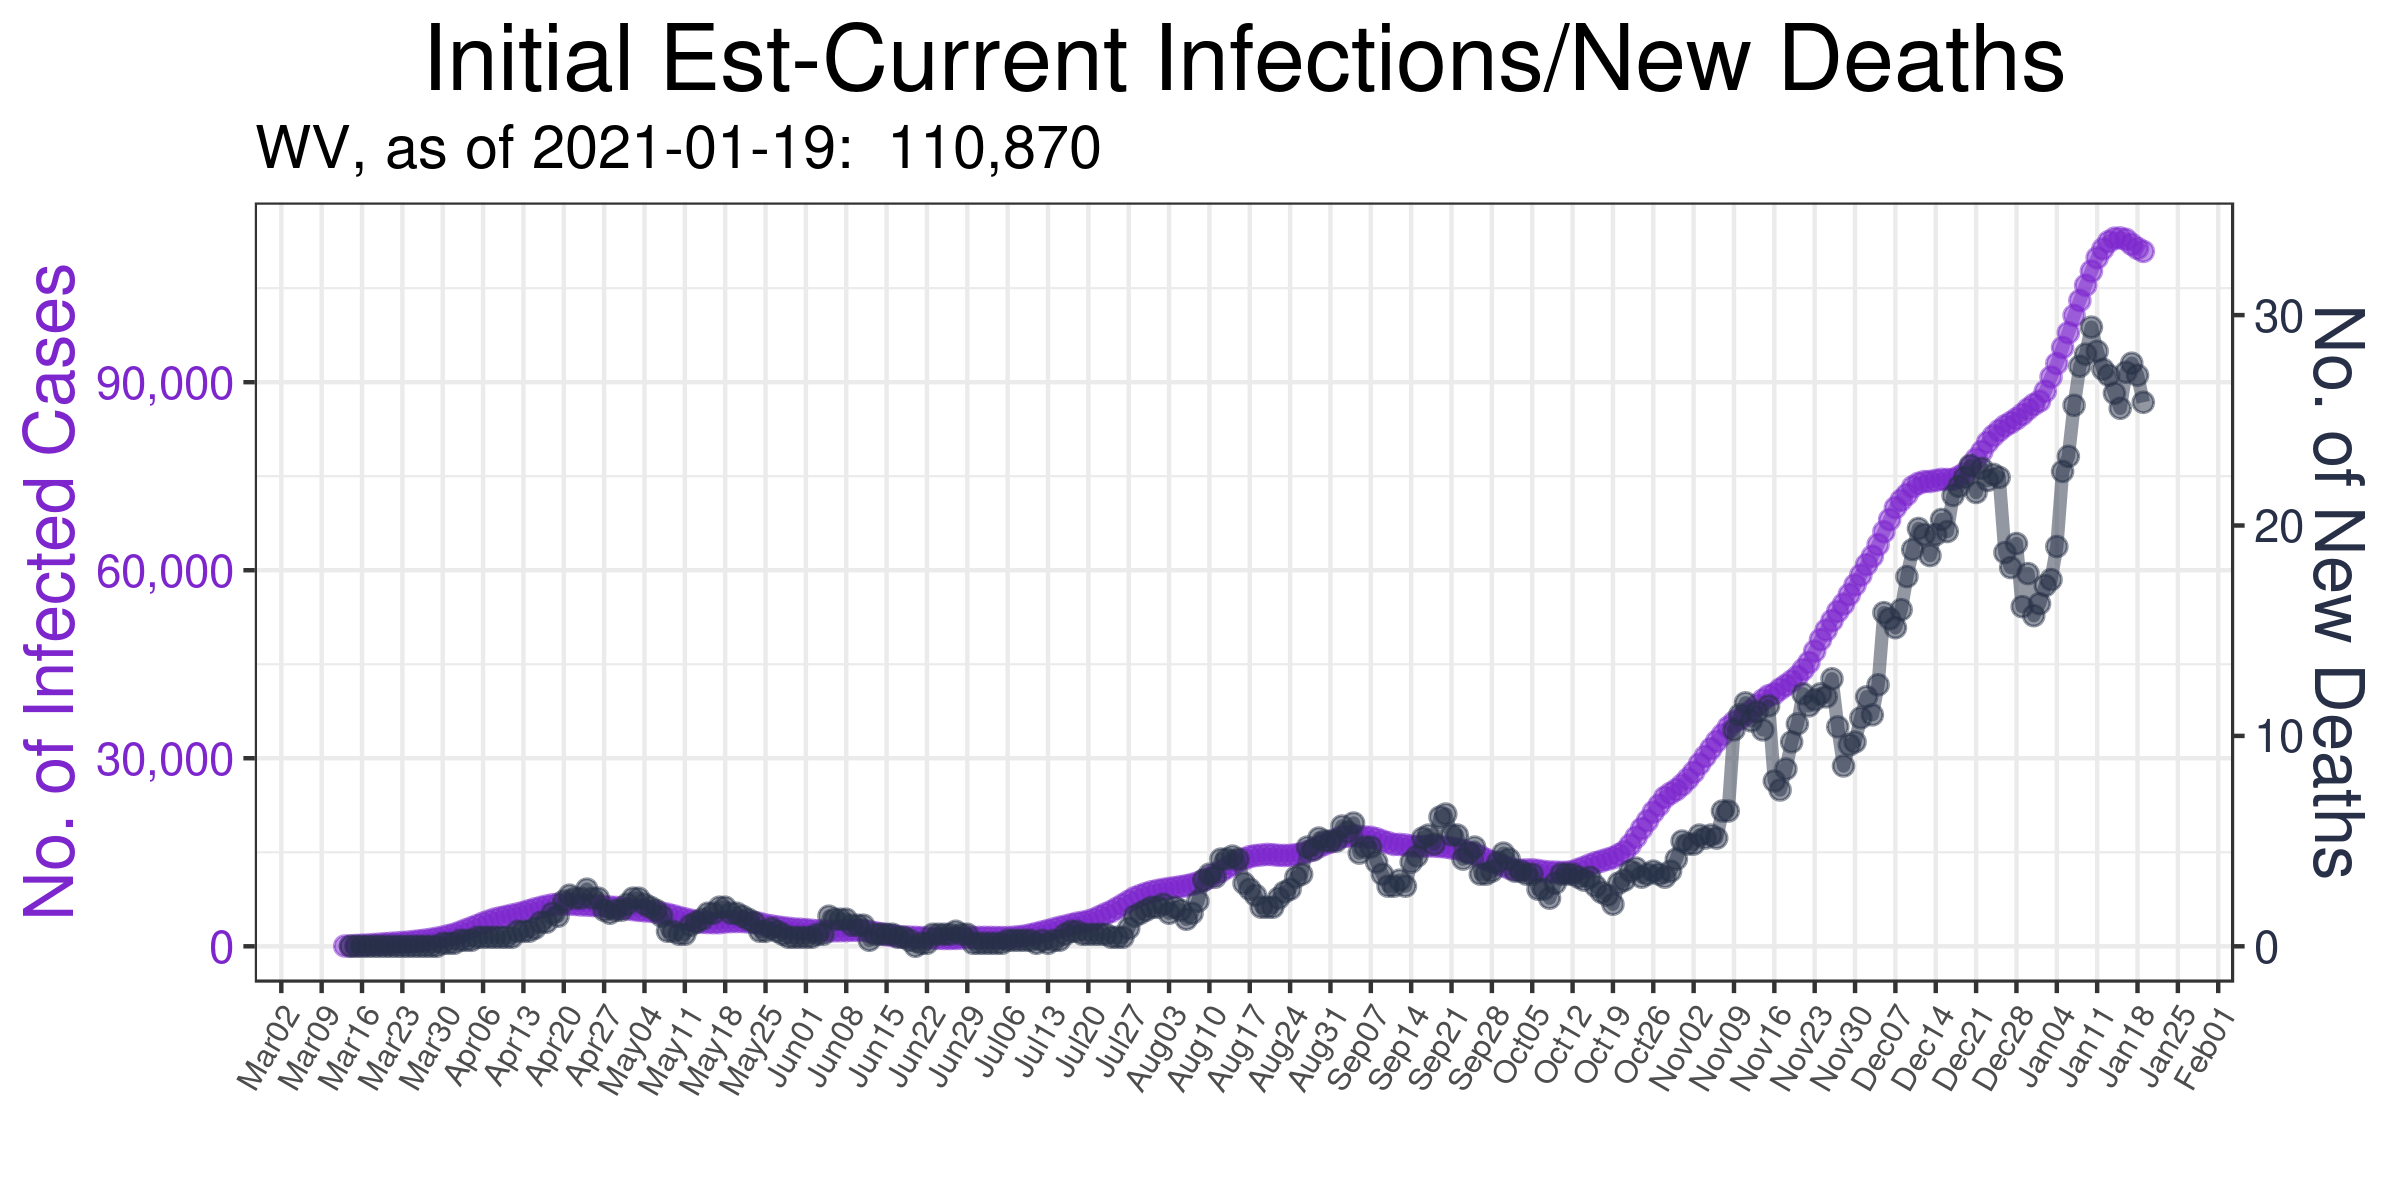 Initial Est-Current Infections/New Deaths
WV, as of 2021-01-19:  110,870
No. of Infected Cases
90,000
60,000
30,000
0
30
20
10
0
No. of New Deaths
Mar02 Mar09 Mar16 Mar23 Mar30 Apr06 Apr13 Apr20 Apr27 May04 May11 May18 May25 Jun01 Jun08 Jun15 Jun22 Jun29 Jul06 Jul13 Jul20 Jul27 Aug03 Aug10 Aug17 Aug24 Aug31 Sep07 Sep14 Sep21 Sep28 Oct05 Oct12 Oct19 Oct26 Nov02 Nov09 Nov16 Nov23 Nov30 Dec07 Dec14 Dec21 Dec28 Jan04 Jan11 Jan18 Jan25 Feb01